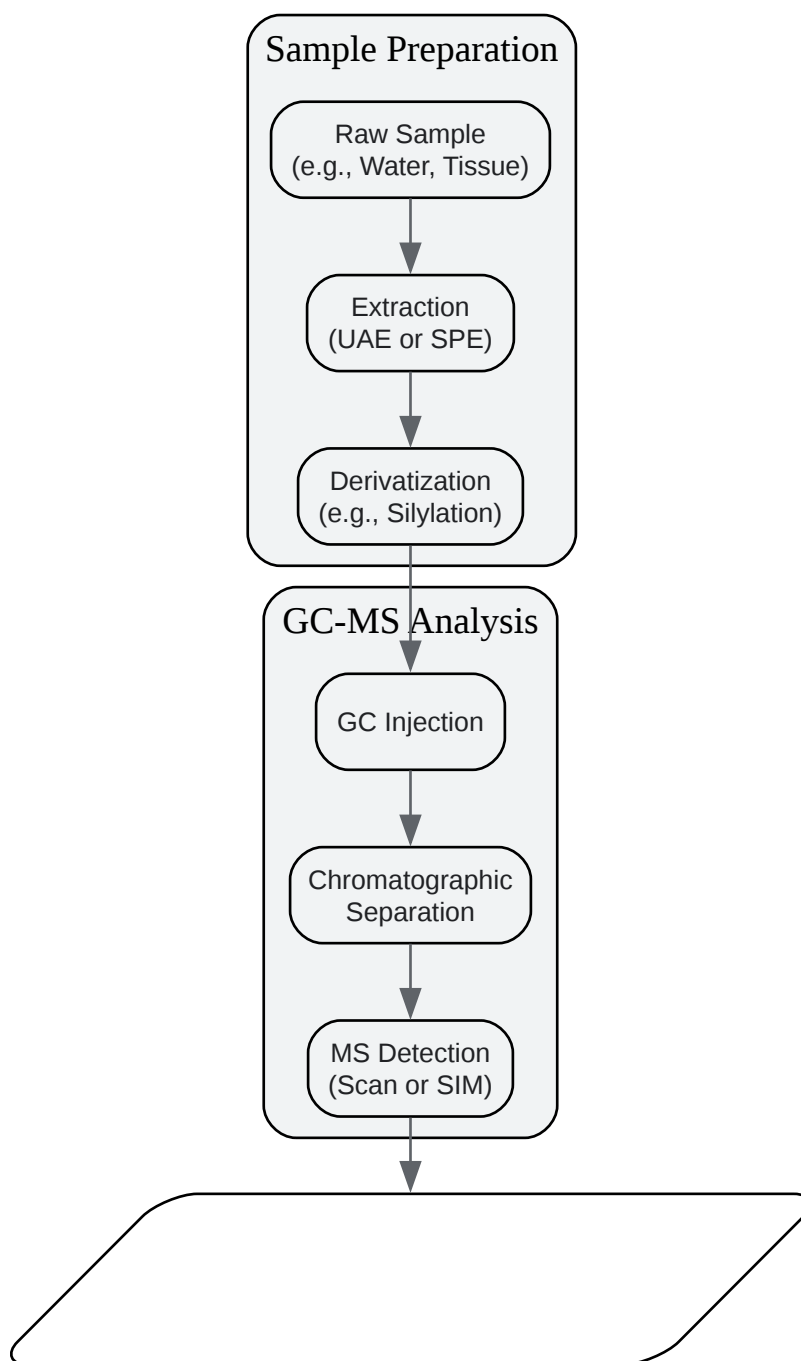 Sample Preparation
Raw Sample
(e.g., Water, Tissue)
Extraction
(UAE or SPE)
Derivatization
(e.g., Silylation)
GC-MS Analysis
GC Injection
Chromatographic
Separation
MS Detection
(Scan or SIM)